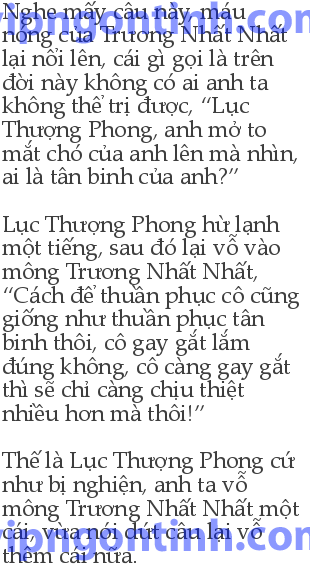 Nghe mấy câu này, máu
nóng của Trương Nhất Nhất
lại nổi lên, cái gì gọi là trên
đời này không có ai anh ta
không thể trị được, “Lục
Thượng Phong, anh mở to
mắt chó của anh lên mà nhìn,
ai là tân binh của anh?”
Lục Thượng Phong hừ lạnh
một tiếng, sau đó lại vỗ vào
mông Trương Nhất Nhất,
“Cách để thuần phục cô cũng
giống như thuần phục tân
binh thôi, cô gay gắt lắm
đúng không, cô càng gay gắt
thì sẽ chỉ càng chịu thiệt
nhiều hơn mà thôi!”
Thế là Lục Thượng Phong cứ
như bị nghiện, anh ta vỗ
mông Trương Nhất Nhất một
cái, vừa nói dứt câu lại vỗ
thêm cái nữa.